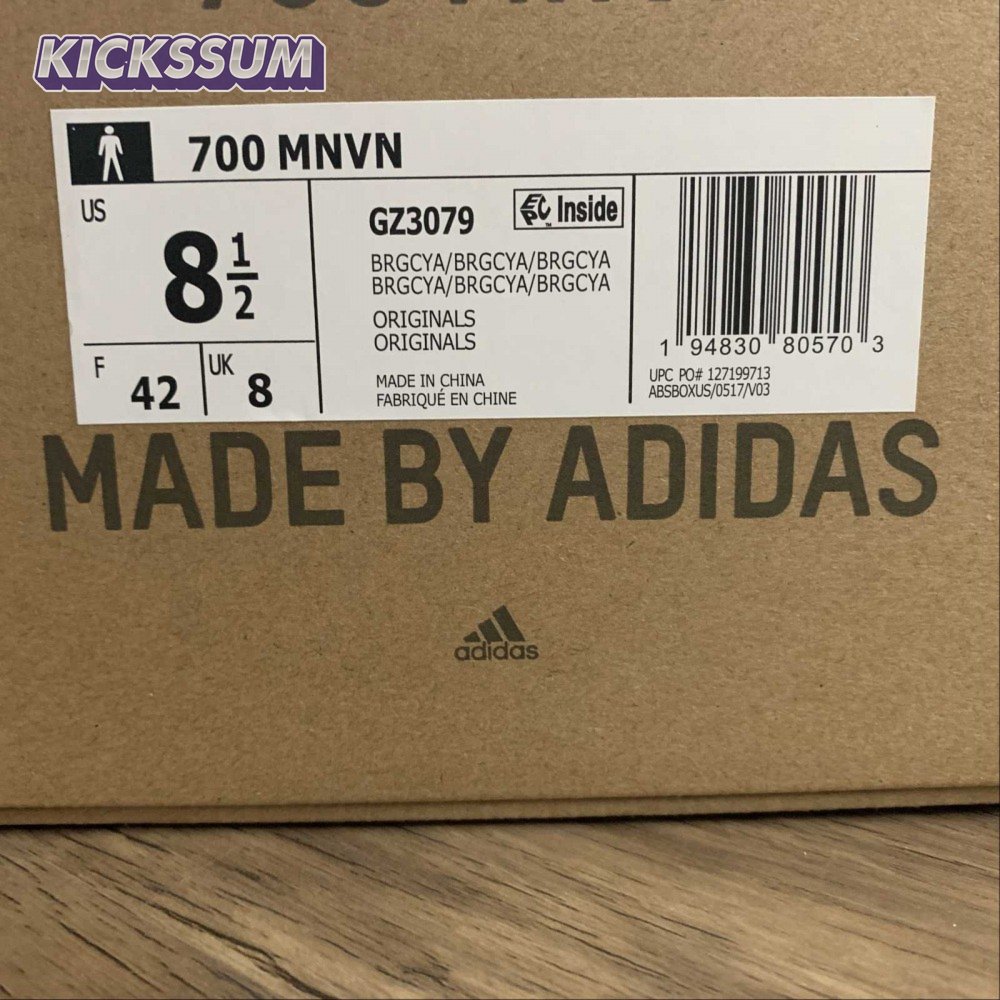 KICKSSUM
700 MNVN
US
8 1/2
F 42
UK 8
GZ3079
EPC Inside
™
BRGCYA/BRGCYA/BRGCYA
BRGCYA/BRGCYA/BRGCYA
ORIGINALS
ORIGINALS
MADE IN CHINA
FABRIQUÉ EN CHINE
1 94830 80570 3
UPC PO# 127199713
ABSBOXUS/0517/V03
MADE BY ADIDAS
adidas